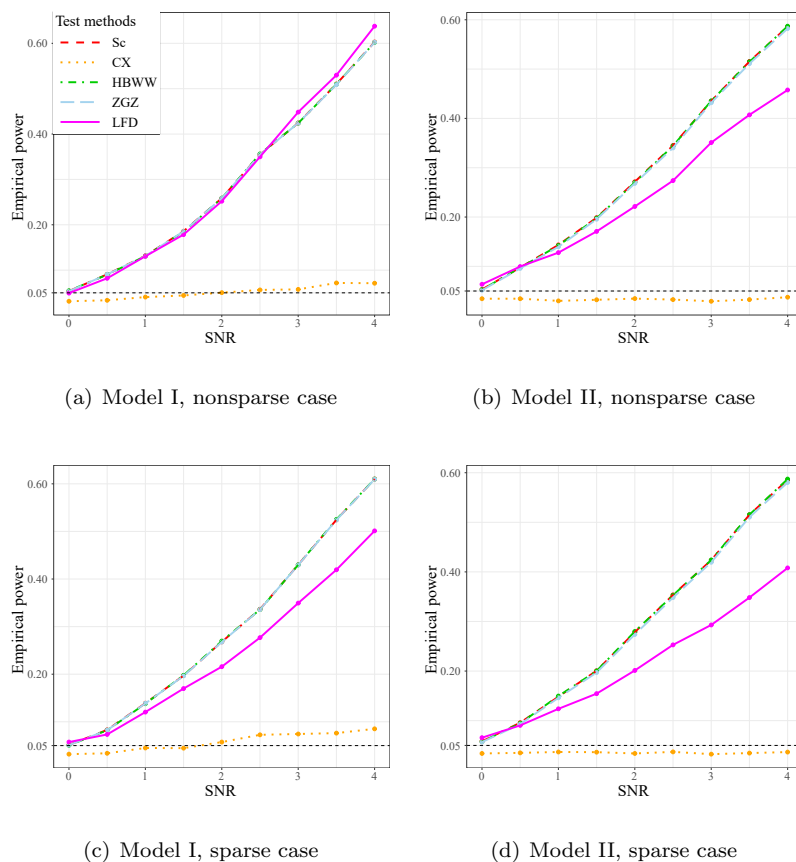 Test methods
Sc
CX
HBWW
ZGZ
LFD
Empirical power
0.60
0.40
0.20
0.05
0 1 2 3 4
SNR
(a) Model I, nonsparse case
Empirical power
0.60
0.40
0.20
0.05
0 1 2 3 4
SNR
(b) Model II, nonsparse case
Empirical power
0.60
0.40
0.20
0.05
0 1 2 3 4
SNR
(c) Model I, sparse case
Empirical power
0.60
0.40
0.20
0.05
0 1 2 3 4
SNR
(d) Model II, sparse case